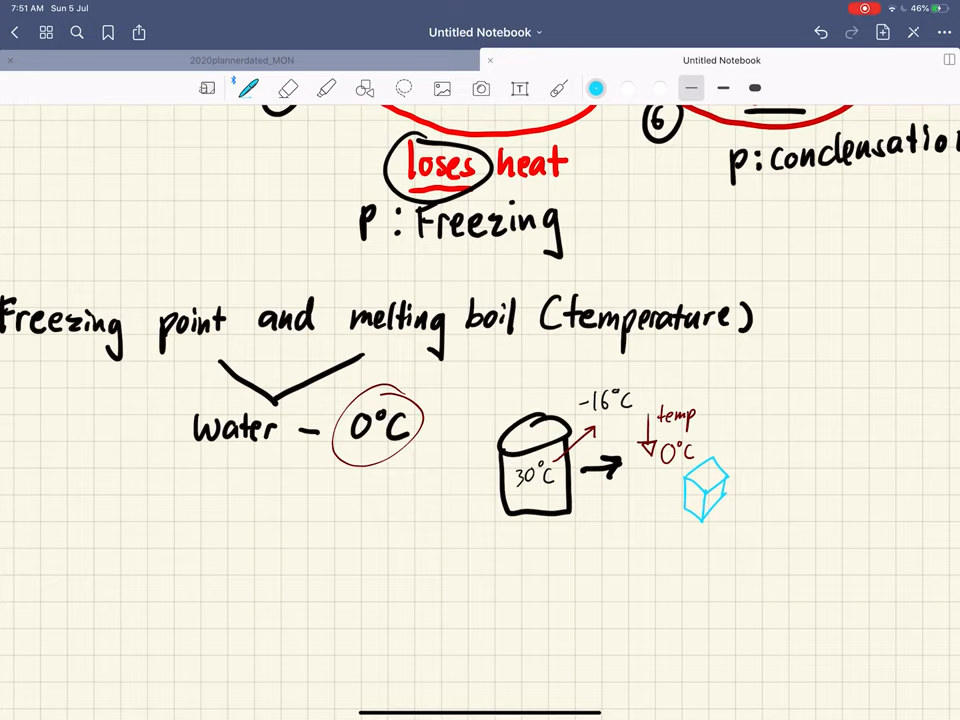 7:51 AM Sun 5 Jul
46%
Untitled Notebook
2020plannerdated_MON
Untitled Notebook
T
loses heat
6
p: condensation
P : Freezing
Freezing point and melting boil (temperature)
Water - 0°C
-16°C
temp
0°C
30°C